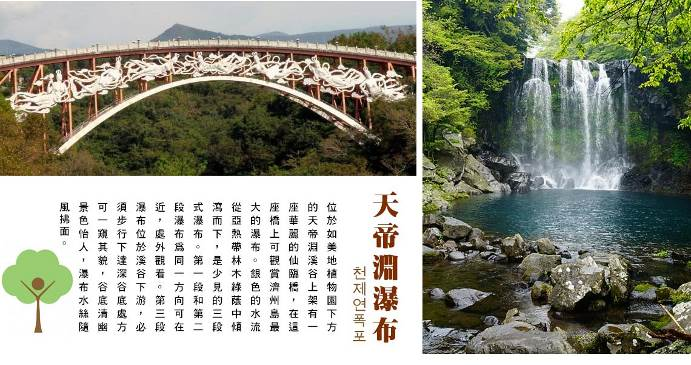 天帝淵瀑布
천제연폭포
位於如美地植物園下方
的天帝淵溪谷上架有一
座華麗的仙臨橋，在這
座橋上可觀賞濟州島最
大的瀑布。銀色的水流
從亞熱帶林木綠蔭中傾
瀉而下，是少見的三段
式瀑布。第一段和第二
段瀑布爲同一方向可在
近，處外觀看。第三段
瀑布位於溪谷下游，必
須步行下達深谷底處方
可一窺其貌。谷底清幽
景色怡人，瀑布水絲隨
風拂面。